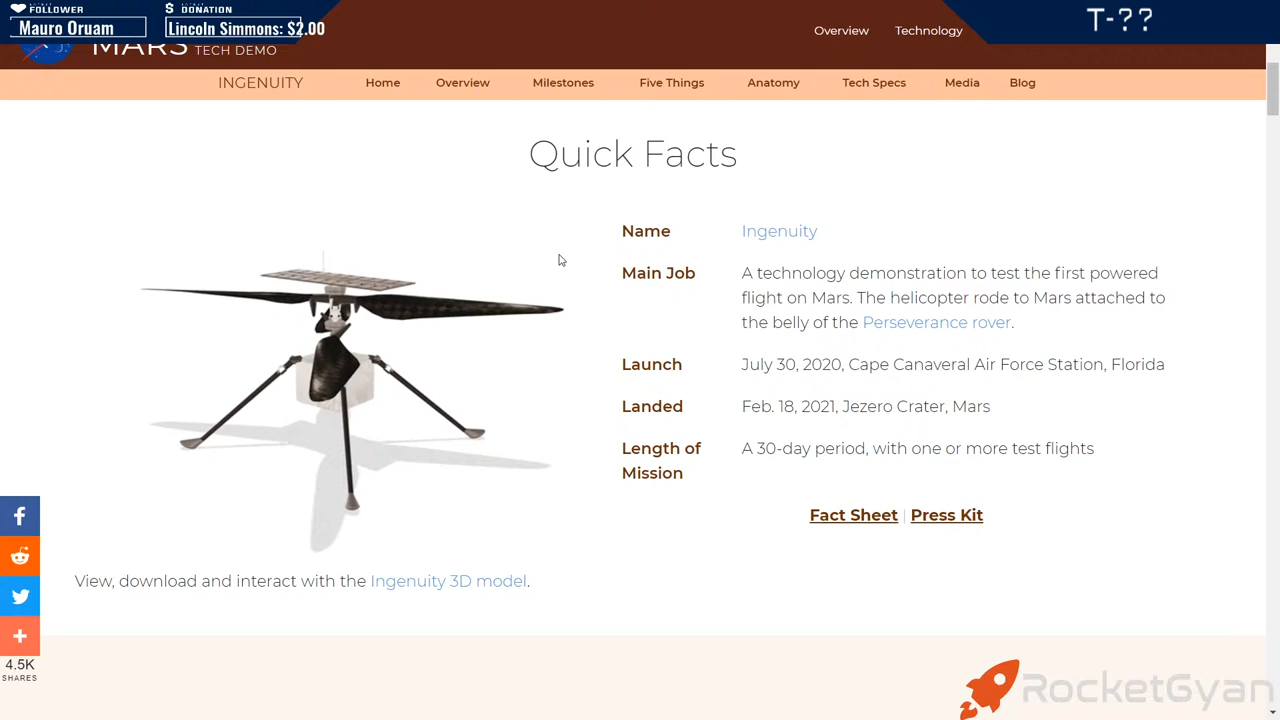 FOLLOWER
Mauro Oruam
$ DONATION
Lincoln Simmons: $2.00
T-??
MARS TECH DEMO
Overview
Technology
INGENUITY
Home
Overview
Milestones
Five Things
Anatomy
Tech Specs
Media
Blog
Quick Facts
Name
Ingenuity
Main Job
A technology demonstration to test the first powered
flight on Mars. The helicopter rode to Mars attached to
the belly of the Perseverance rover.
Launch
July 30, 2020, Cape Canaveral Air Force Station, Florida
Landed
Feb. 18, 2021, Jezero Crater, Mars
Length of
Mission
A 30-day period, with one or more test flights
Fact Sheet | Press Kit
View, download and interact with the Ingenuity 3D model.
4.5K
SHARES
RocketGyan